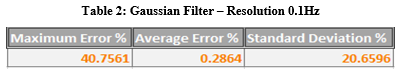 Table 2: Gaussian Filter – Resolution 0.1Hz
Maximum Error % Average Error % Standard Deviation %
40.7561 0.2864 20.6596